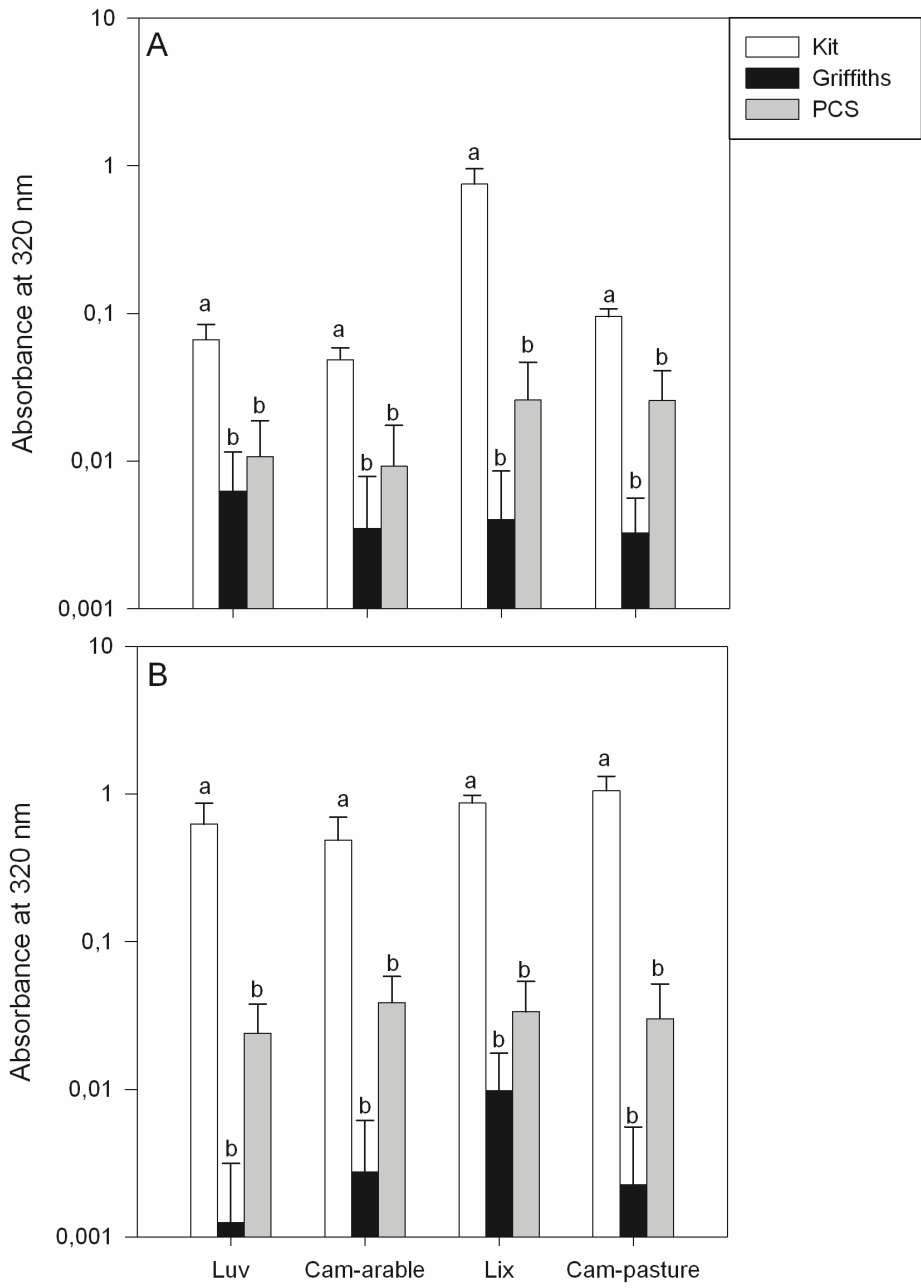 A
Kit
Griffiths
PCS
Absorbance at 320 nm
10
1
0,1
0,01
0,001
a
b
b
a
b
b
a
b
b
a
b
b
B
Absorbance at 320 nm
10
1
0,1
0,01
0,001
a
b
b
a
b
b
a
b
b
a
b
b
Luv
Cam-arable
Lix
Cam-pasture